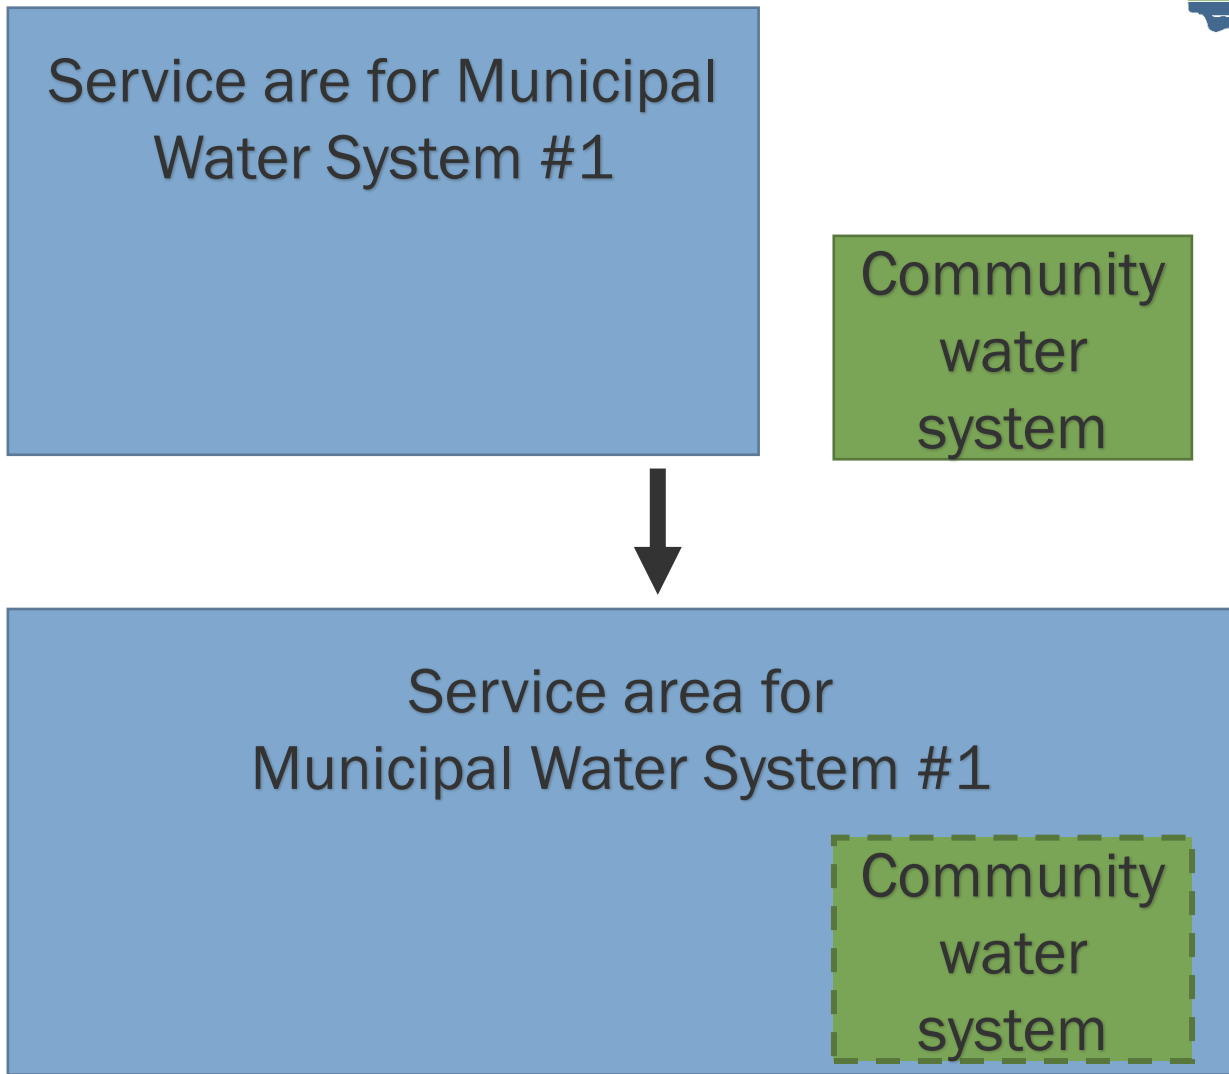 Service are for Municipal
Water System #1
Community
water
system
Service area for
Municipal Water System #1
Community
water
system